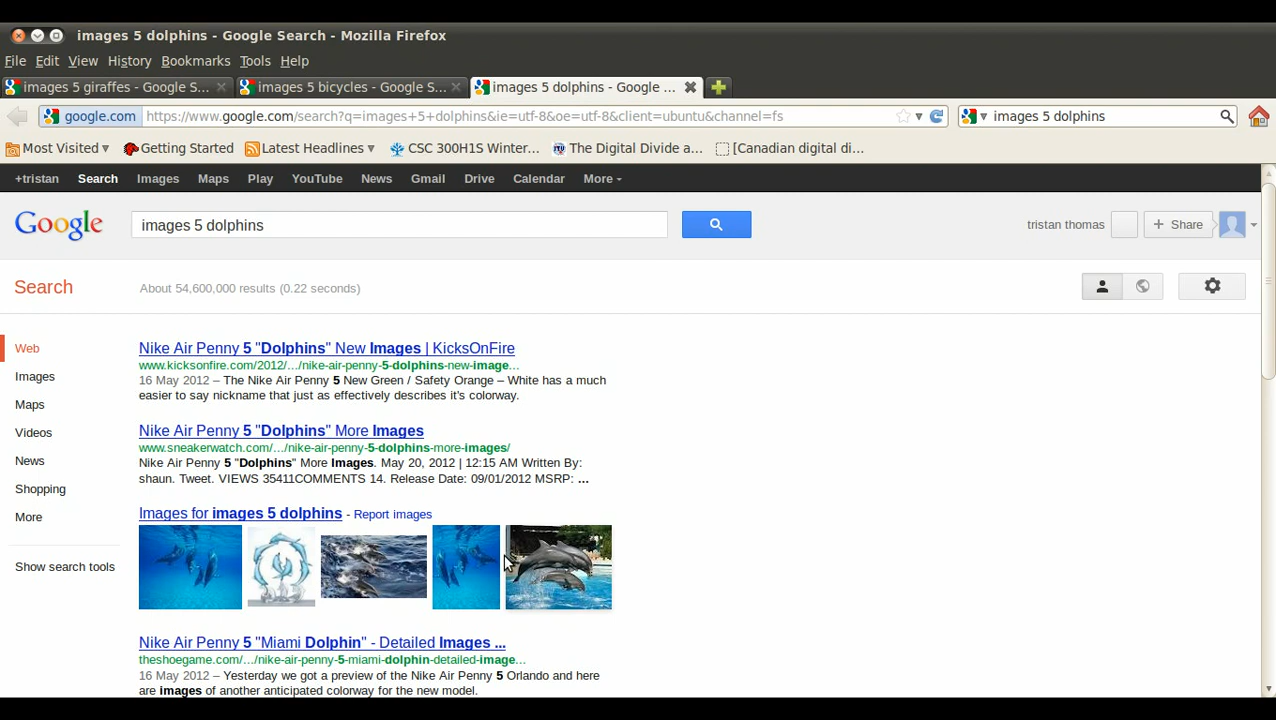 images 5 dolphins - Google Search - Mozilla Firefox
File Edit View History Bookmarks Tools Help
images 5 giraffes - Google S... images 5 bicycles - Google S... images 5 dolphins - Google ...
google.com https://www.google.com/search?q=images+5+dolphins&ie=utf-8&oe=utf-8&client=ubuntu&channel=fs images 5 dolphins
Most Visited Getting Started Latest Headlines CSC 300H1S Winter... The Digital Divide a... [Canadian digital di...
+tristan Search Images Maps Play YouTube News Gmail Drive Calendar More
Google images 5 dolphins tristan thomas + Share
Search About 54,600,000 results (0.22 seconds)
Web
Images
Maps
Videos
News
Shopping
More
Show search tools
Nike Air Penny 5 "Dolphins" New Images | KicksOnFire
www.kicksonfire.com/2012/.../nike-air-penny-5-dolphins-new-image...
16 May 2012 – The Nike Air Penny 5 New Green / Safety Orange – White has a much
easier to say nickname that just as effectively describes it's colorway.
Nike Air Penny 5 "Dolphins" More Images
www.sneakerwatch.com/.../nike-air-penny-5-dolphins-more-images/
Nike Air Penny 5 "Dolphins" More Images. May 20, 2012 | 12:15 AM Written By:
shaun. Tweet. VIEWS 35411COMMENTS 14. Release Date: 09/01/2012 MSRP: ...
Images for images 5 dolphins - Report images
Nike Air Penny 5 "Miami Dolphin" - Detailed Images ...
theshoegame.com/.../nike-air-penny-5-miami-dolphin-detailed-image...
16 May 2012 – Yesterday we got a preview of the Nike Air Penny 5 Orlando and here
are images of another anticipated colorway for the new model.